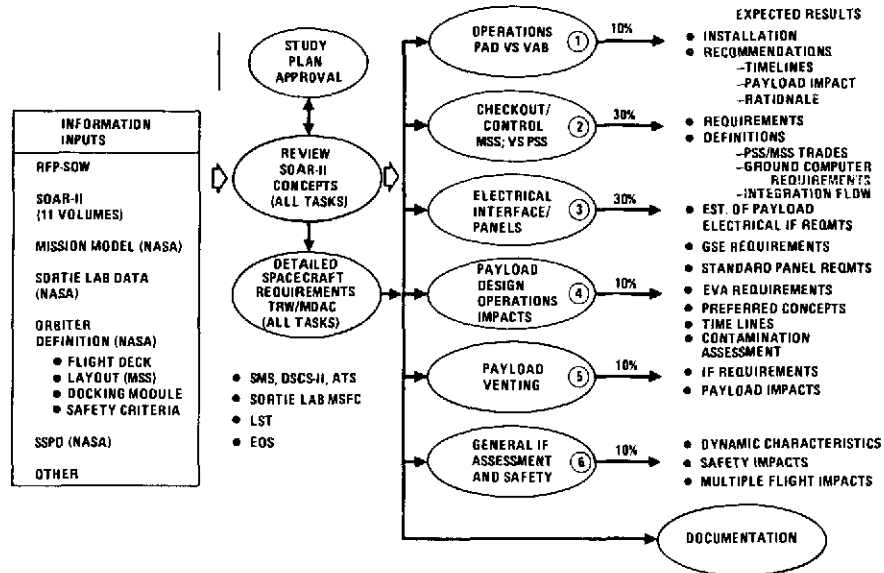 INFORMATION
INPUTS
RFP-SOW
SOAR-II
(11 VOLUMES)
MISSION MODEL (NASA)
SORTIE LAB DATA
(NASA)
ORBITER
DEFINITION (NASA)
● FLIGHT DECK
● LAYOUT (MSS)
● DOCKING MODULE
● SAFETY CRITERIA
SSPD (NASA)
OTHER
STUDY
PLAN
APPROVAL
REVIEW
SOAR-II
CONCEPTS
(ALL TASKS)
DETAILED
SPACECRAFT
REQUIREMENTS
TRW/MDAC
(ALL TASKS)
● SMS, DSCS-II, ATS
● SORTIE LAB MSFC
● LST
● EOS
OPERATIONS
PAD VS VAB
1
10%
CHECKOUT/
CONTROL
MSS; VS PSS
2
30%
ELECTRICAL
INTERFACE/
PANELS
3
30%
PAYLOAD
DESIGN
OPERATIONS
IMPACTS
4
10%
PAYLOAD
VENTING
5
10%
GENERAL IF
ASSESSMENT
AND SAFETY
6
10%
DOCUMENTATION
EXPECTED RESULTS
● INSTALLATION
● RECOMMENDATIONS
–TIMELINES
–PAYLOAD IMPACT
–RATIONALE
● REQUIREMENTS
● DEFINITIONS
–PSS/MSS TRADES
–GROUND COMPUTER
REQUIREMENTS
–INTEGRATION FLOW
● EST. OF PAYLOAD
ELECTRICAL IF REQMTS
● GSE REQUIREMENTS
● STANDARD PANEL REQMTS
● EVA REQUIREMENTS
● PREFERRED CONCEPTS
● TIME LINES
● CONTAMINATION
ASSESSMENT
● IF REQUIREMENTS
● PAYLOAD IMPACTS
● DYNAMIC CHARACTERISTICS
● SAFETY IMPACTS
● MULTIPLE FLIGHT IMPACTS